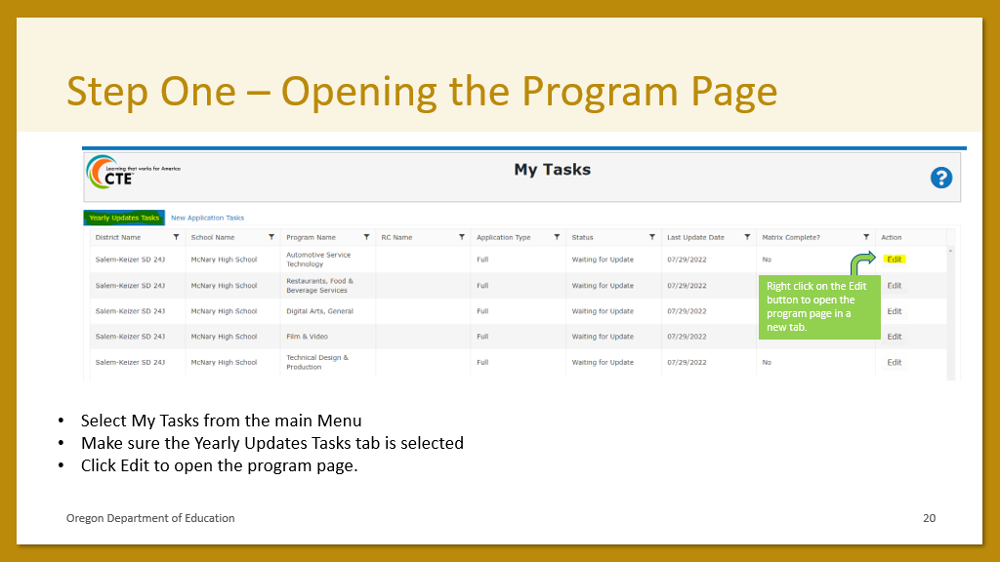 Step One – Opening the Program Page
Learning that works for America
CTE
My Tasks
?
Yearly Updates Tasks New Application Tasks
District Name School Name Program Name RC Name Application Type Status Last Update Date Matrix Complete? Action
Salem-Keizer SD 24J McNary High School Automotive Service Technology Full Waiting for Update 07/29/2022 No Edit
Salem-Keizer SD 24J McNary High School Restaurants, Food & Beverage Services Full Waiting for Update 07/29/2022 Edit
Salem-Keizer SD 24J McNary High School Digital Arts, General Full Waiting for Update 07/29/2022 Edit
Salem-Keizer SD 24J McNary High School Film & Video Full Waiting for Update 07/29/2022 Edit
Salem-Keizer SD 24J McNary High School Technical Design & Production Full Waiting for Update 07/29/2022 No Edit
Right click on the Edit
button to open the
program page in a
new tab.
• Select My Tasks from the main Menu
• Make sure the Yearly Updates Tasks tab is selected
• Click Edit to open the program page.
Oregon Department of Education
20